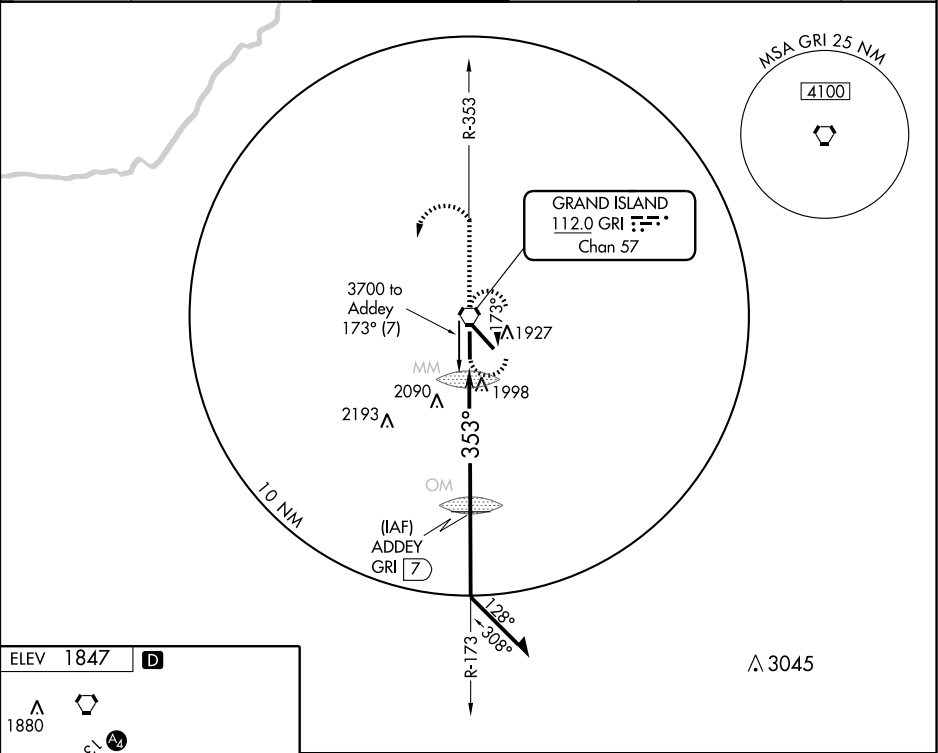 MSA GRI 25 NM
4100
R-353
GRAND ISLAND
112.0 GRI
Chan 57
3700 to
Addey
173° (7)
173°
1927
MM
2090
1998
2193
353°
OM
10 NM
(IAF)
ADDEY
GRI 7
128°
308°
R-173
3045
ELEV 1847 D
1880
A4